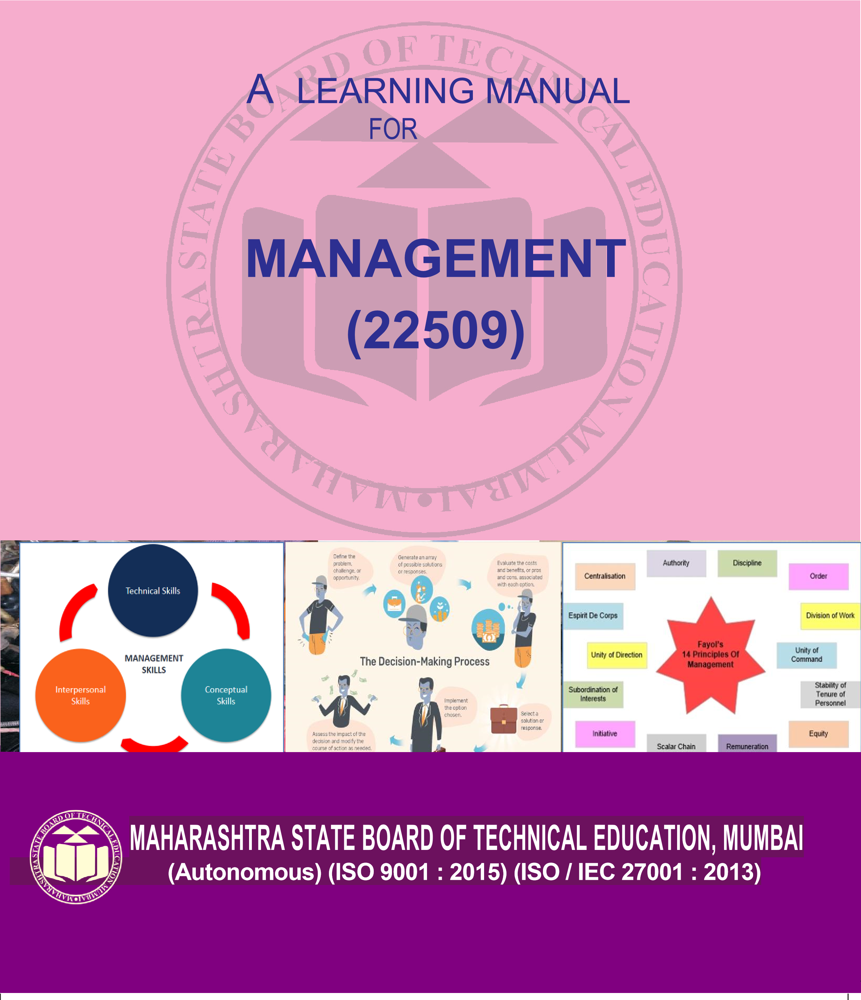 MAHARASHTRA STATE BOARD OF TECHNICAL EDUCATION MUMBAI
A LEARNING MANUAL
FOR
MANAGEMENT
(22509)
Technical Skills
MANAGEMENT
SKILLS
Interpersonal
Skills
Conceptual
Skills
Define the
problem,
challenge, or
opportunity.
Generate an array
of possible solutions
or responses.
Evaluate the costs
and benefits, or pros
and cons, associated
with each option.
The Decision-Making Process
Implement
the option
chosen.
Select a
solution or
response.
Assess the impact of the
decision and modify the
course of action as needed.
Authority
Discipline
Centralisation
Order
Espirit De Corps
Division of Work
Fayol's
14 Principles Of
Management
Unity of Direction
Unity of
Command
Subordination of
Interests
Stability of
Tenure of
Personnel
Initiative
Equity
Scalar Chain
Remuneration
MAHARASHTRA STATE BOARD OF TECHNICAL EDUCATION MUMBAI
MAHARASHTRA STATE BOARD OF TECHNICAL EDUCATION, MUMBAI
(Autonomous) (ISO 9001 : 2015) (ISO / IEC 27001 : 2013)